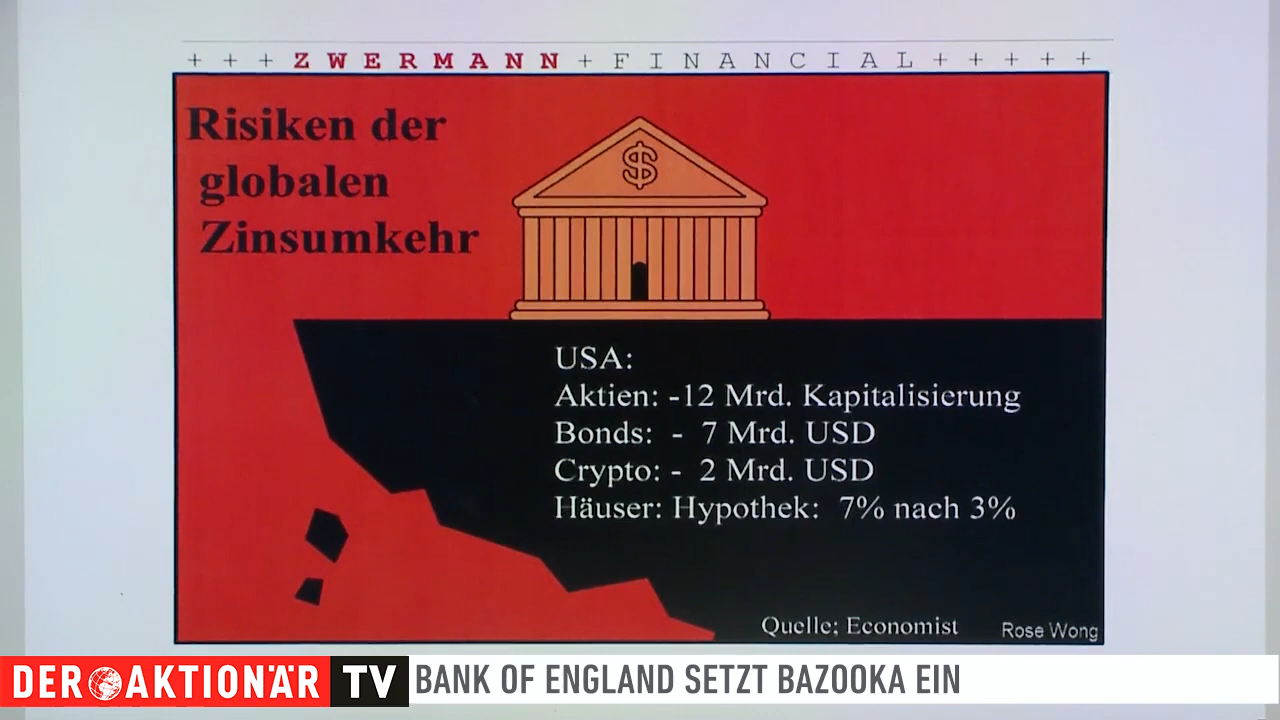 + + + ZWERMANN + FINANCIAL + + + + +
Risiken der
globalen
Zinsumkehr
$
USA:
Aktien: -12 Mrd. Kapitalisierung
Bonds: - 7 Mrd. USD
Crypto: - 2 Mrd. USD
Häuser: Hypothek: 7% nach 3%
Quelle; Economist
Rose Wong
DER AKTIONÄR TV
BANK OF ENGLAND SETZT BAZOOKA EIN